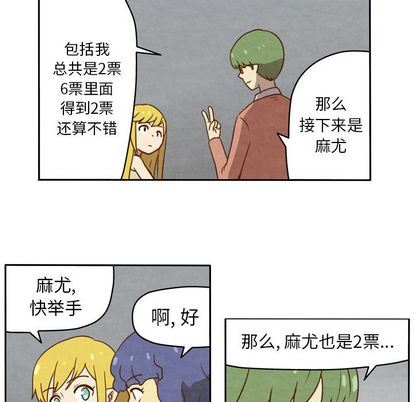 包括我
总共是2票
6票里面
得到2票
还算不错
那么
接下来是
麻尤
麻尤,
快举手
啊, 好
那么, 麻尤也是2票...